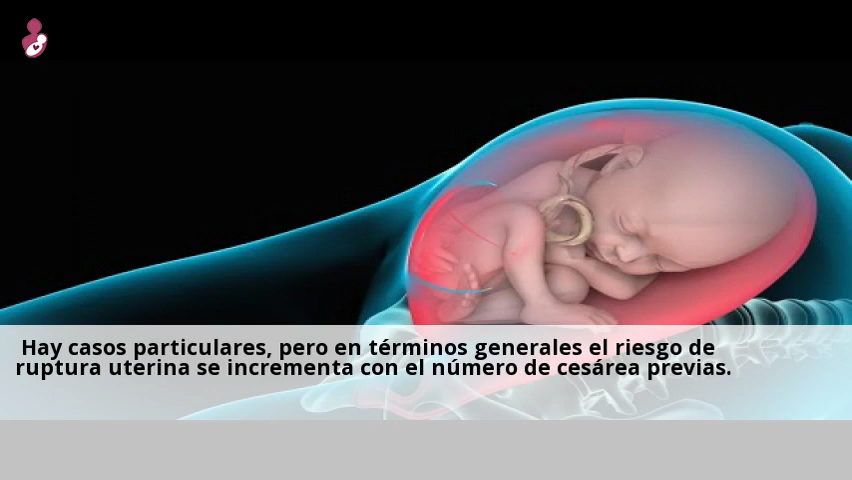 Hay casos particulares, pero en términos generales el riesgo de
ruptura uterina se incrementa con el número de cesárea previas.